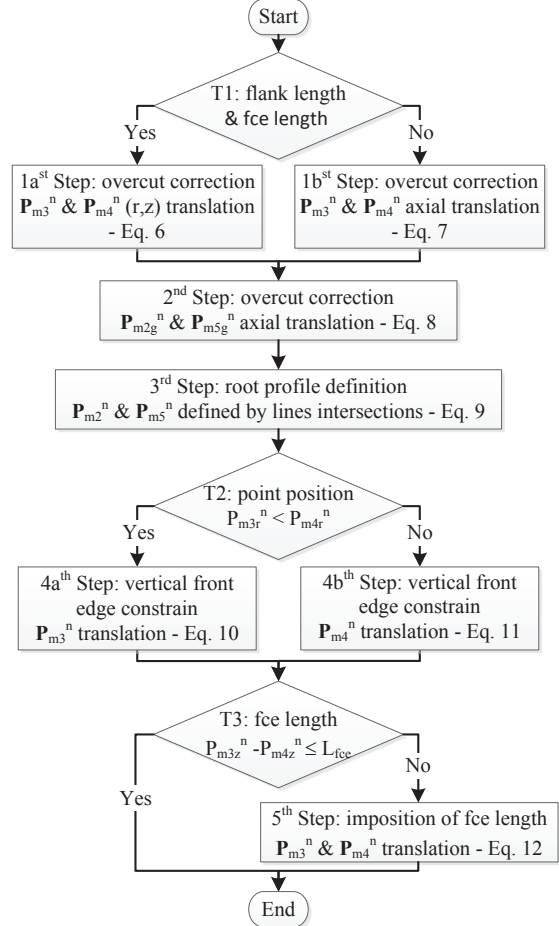 Start
T1: flank length
& fce length
Yes
No
1a^st Step: overcut correction
P_m3^n & P_m4^n (r,z) translation
- Eq. 6
1b^st Step: overcut correction
P_m3^n & P_m4^n axial translation
- Eq. 7
2^nd Step: overcut correction
P_m2g^n & P_m5g^n axial translation - Eq. 8
3^rd Step: root profile definition
P_m2^n & P_m5^n defined by lines intersections - Eq. 9
T2: point position
P_m3r^n < P_m4r^n
Yes
No
4a^th Step: vertical front
edge constrain
P_m3^n translation - Eq. 10
4b^th Step: vertical front
edge constrain
P_m4^n translation - Eq. 11
T3: fce length
P_m3z^n -P_m4z^n ≤ L_fce
Yes
No
5^th Step: imposition of fce length
P_m3^n & P_m4^n translation - Eq. 12
End